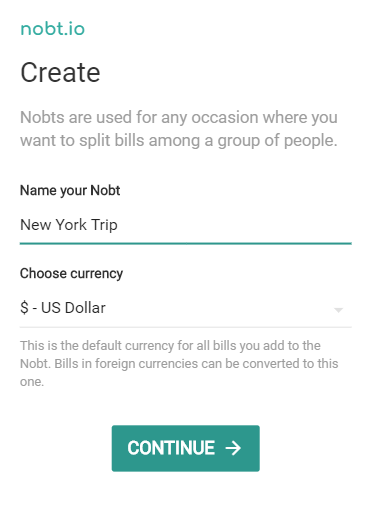 nobt.io
Create
Nobts are used for any occasion where you
want to split bills among a group of people.
Name your Nobt
New York Trip
Choose currency
$ - US Dollar
This is the default currency for all bills you add to the
Nobt. Bills in foreign currencies can be converted to this
one.
CONTINUE →